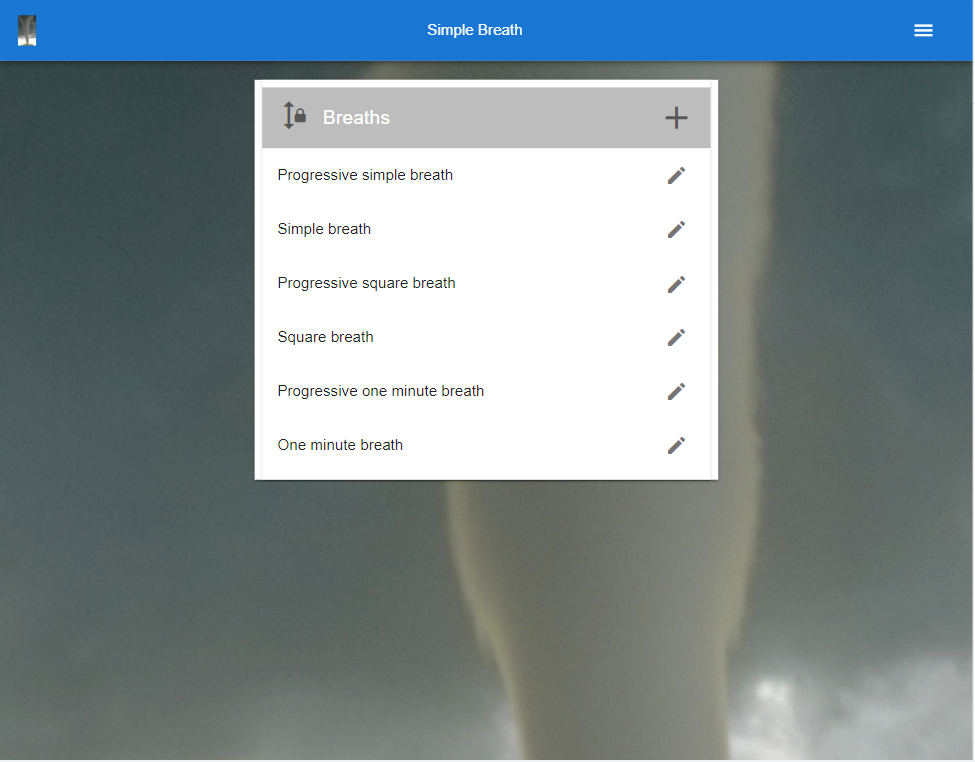 Simple Breath
Breaths
Progressive simple breath
Simple breath
Progressive square breath
Square breath
Progressive one minute breath
One minute breath